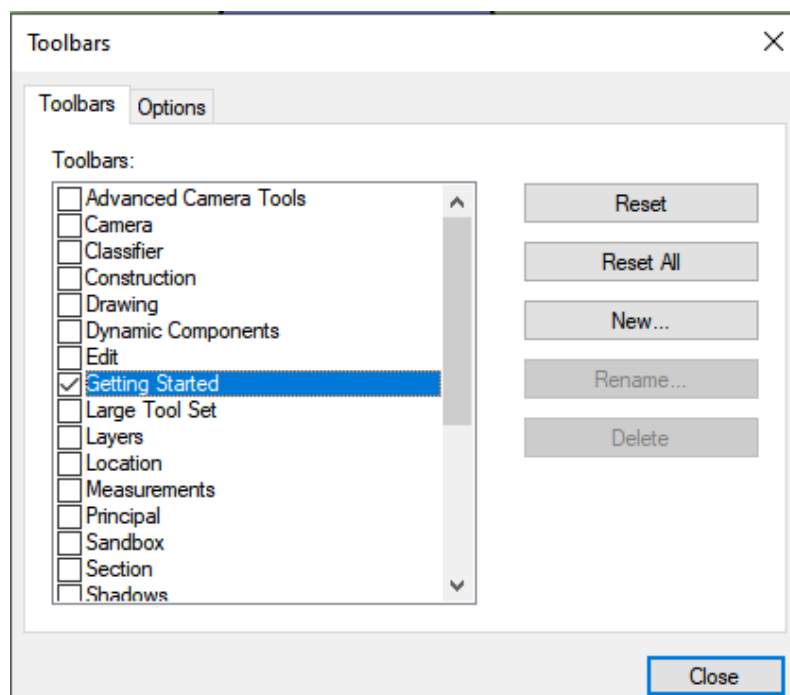 Toolbars
Toolbars Options
Toolbars:
Advanced Camera Tools
Camera
Classifier
Construction
Drawing
Dynamic Components
Edit
Getting Started
Large Tool Set
Layers
Location
Measurements
Principal
Sandbox
Section
Shadows
Reset
Reset All
New...
Rename...
Delete
Close